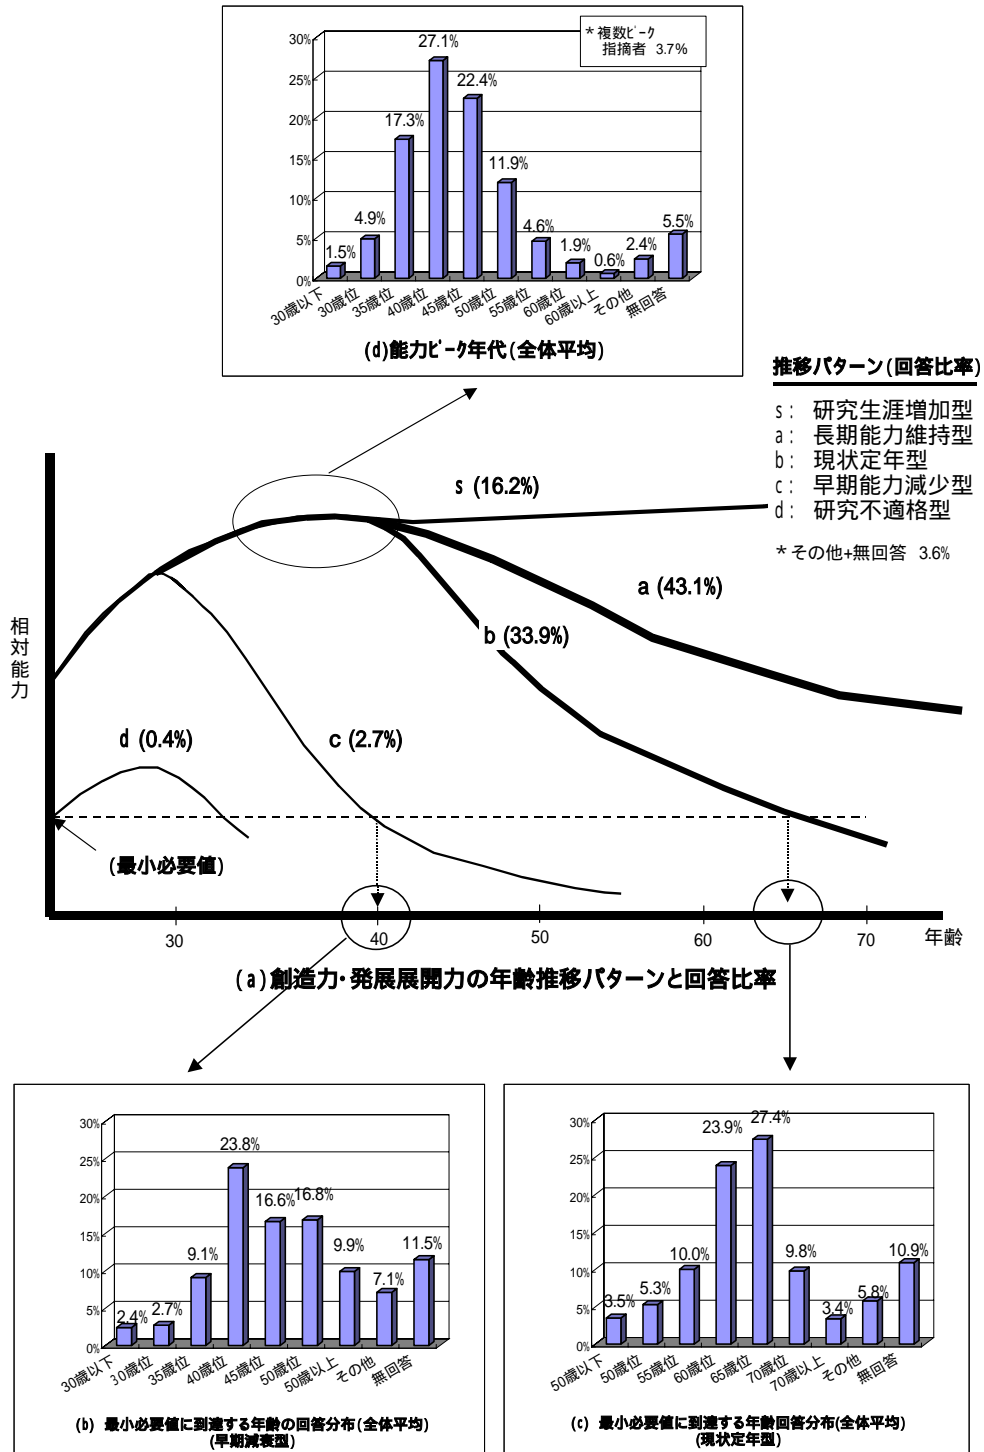 *複数ﾋﾟｰｸ
指摘者 3.7%
30%
25%
20%
15%
10%
5%
0%
1.5%
4.9%
17.3%
27.1%
22.4%
11.9%
4.6%
1.9%
0.6%
2.4%
5.5%
30歳以下
30歳位
35歳位
40歳位
45歳位
50歳位
55歳位
60歳位
60歳以上
その他
無回答
(d)能力ﾋﾟｰｸ年代(全体平均)
推移パターン(回答比率)
s: 研究生涯増加型
a: 長期能力維持型
b: 現状定年型
c: 早期能力減少型
d: 研究不適格型
*その他+無回答 3.6%
s (16.2%)
a (43.1%)
b (33.9%)
c (2.7%)
d (0.4%)
相対能力
(最小必要値)
30
40
50
60
70
年齢
(a)創造力・発展展開力の年齢推移パターンと回答比率
30%
25%
20%
15%
10%
5%
0%
2.4%
2.7%
9.1%
23.8%
16.6%
16.8%
9.9%
7.1%
11.5%
30歳以下
30歳位
35歳位
40歳位
45歳位
50歳位
50歳以上
その他
無回答
(b) 最小必要値に到達する年齢の回答分布(全体平均)
(早期減衰型)
30%
25%
20%
15%
10%
5%
0%
3.5%
5.3%
10.0%
23.9%
27.4%
9.8%
3.4%
5.8%
10.9%
50歳以下
50歳位
55歳位
60歳位
65歳位
70歳位
70歳以上
その他
無回答
(c) 最小必要値に到達する年齢回答分布(全体平均)
(現状定年型)